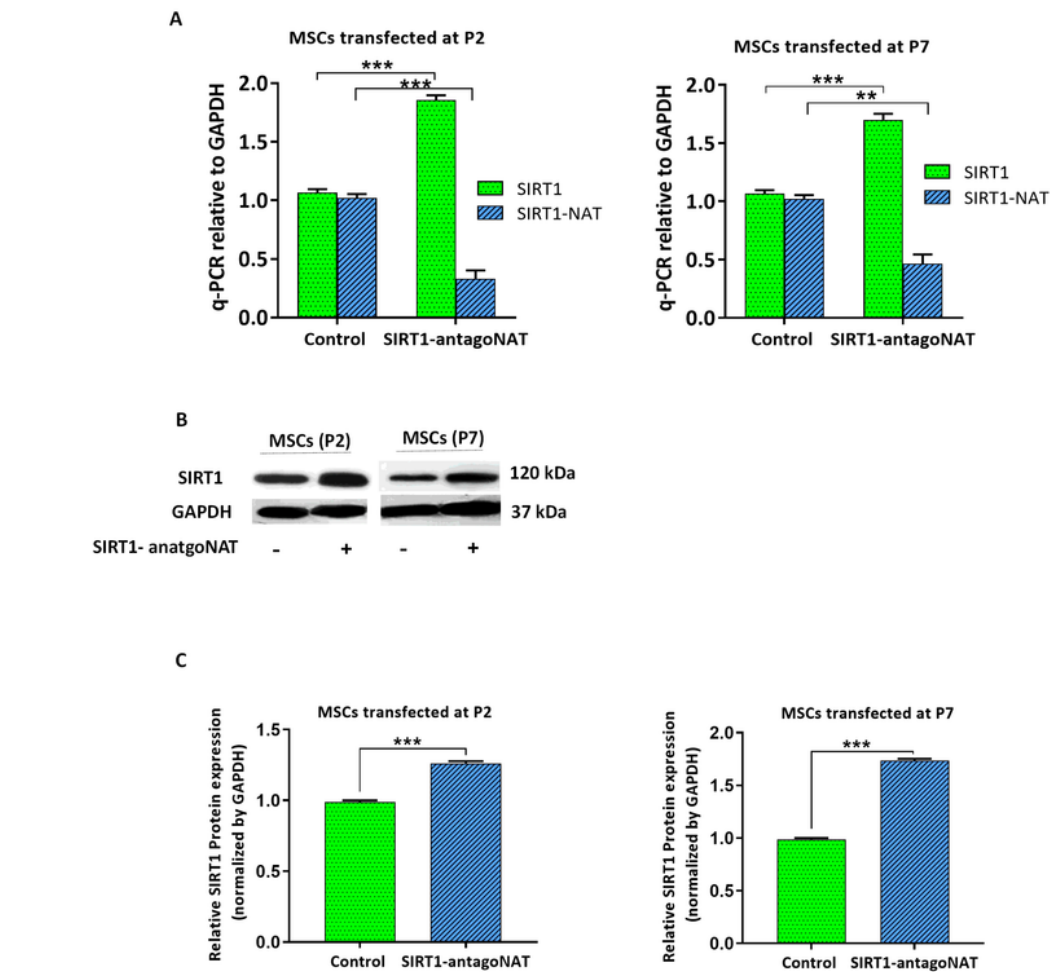 A
MSCs transfected at P2
q-PCR relative to GAPDH
2.0
1.5
1.0
0.5
0.0
***
***
SIRT1
SIRT1-NAT
Control SIRT1-antagoNAT
MSCs transfected at P7
q-PCR relative to GAPDH
2.0
1.5
1.0
0.5
0.0
***
**
SIRT1
SIRT1-NAT
Control SIRT1-antagoNAT
B
MSCs (P2) MSCs (P7)
SIRT1 120 kDa
GAPDH 37 kDa
SIRT1- anatgoNAT - + - +
C
MSCs transfected at P2
Relative SIRT1 Protein expression
(normalized by GAPDH)
1.5
1.0
0.5
0.0
***
Control SIRT1-antagoNAT
MSCs transfected at P7
Relative SIRT1 Protein expression
(normalized by GAPDH)
2.0
1.5
1.0
0.5
0.0
***
Control SIRT1-antagoNAT